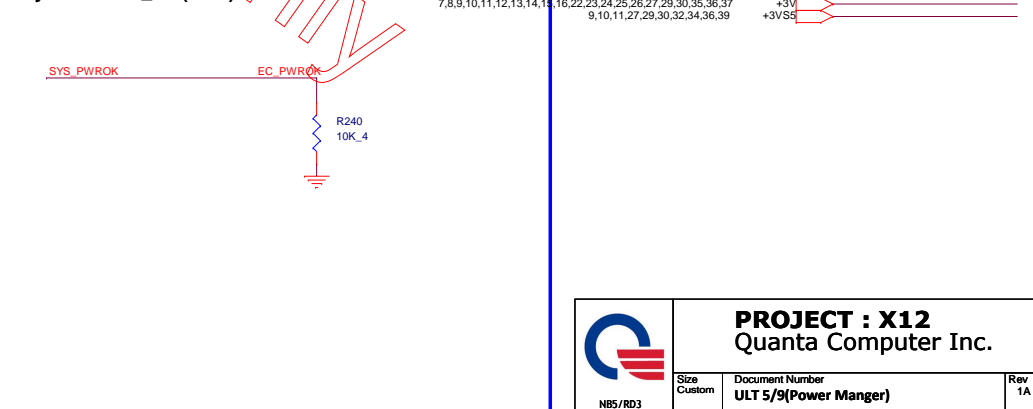 7,8,9,10,11,12,13,14,15,16,22,23,24,25,26,27,29,30,35,36,37 +3V
9,10,11,27,29,30,32,34,36,39 +3VS5
SYS_PWROK EC_PWROK
R240
10K_4
PROJECT : X12
Quanta Computer Inc.
Size
Custom
Document Number
ULT 5/9(Power Manger)
Rev
1A
NB5/RD3